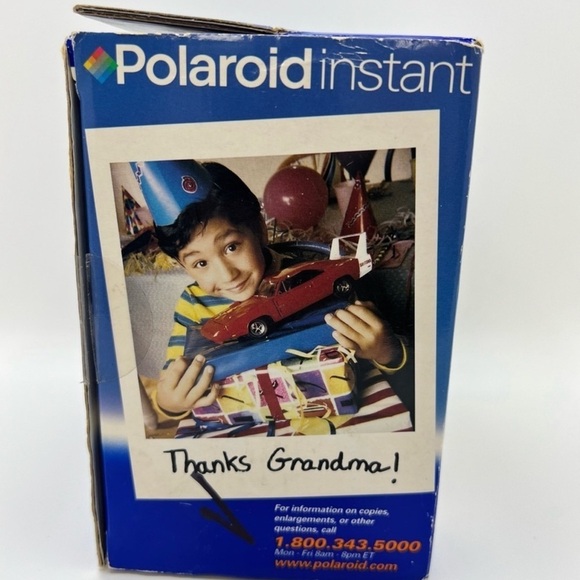 Polaroid instant
Thanks Grandma!
For information on copies,
enlargements, or other
questions, call
1.800.343.5000
Mon - Fri 8am - 8pm ET
www.polaroid.com